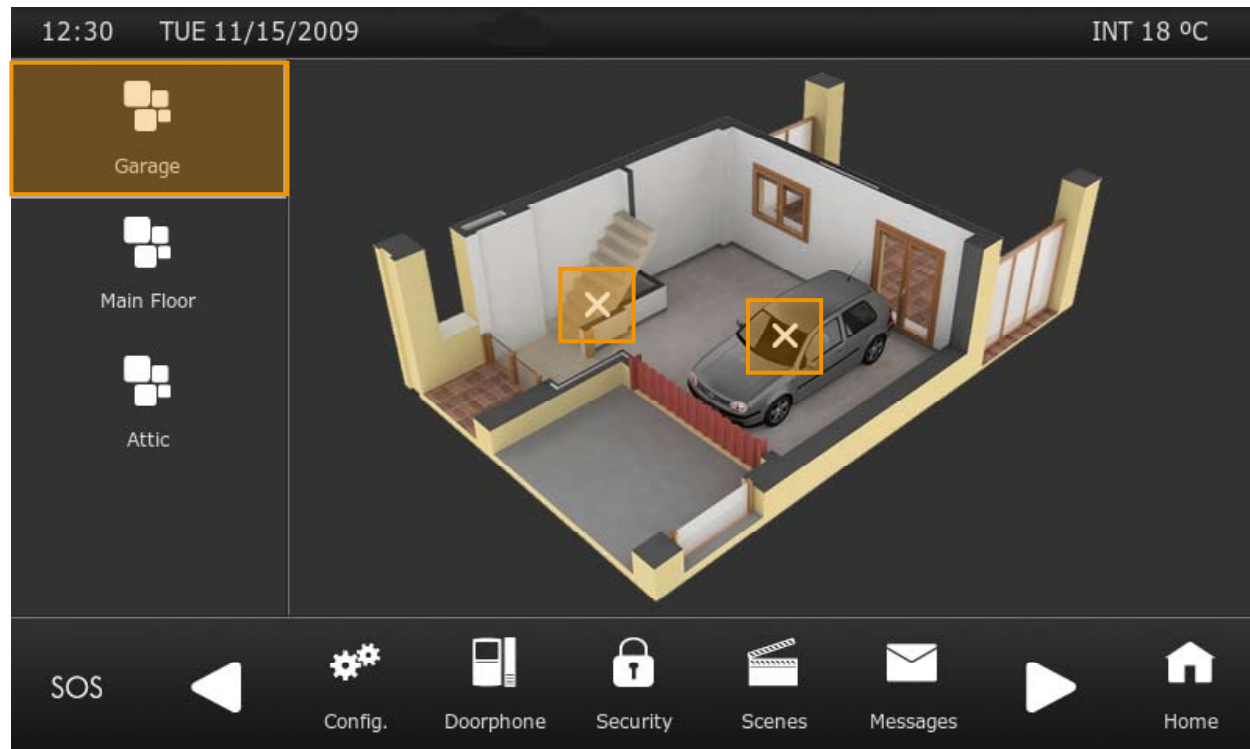 12:30 TUE 11/15/2009 INT 18 ºC
Garage
Main Floor
Attic
SOS
Config. Doorphone Security Scenes Messages Home